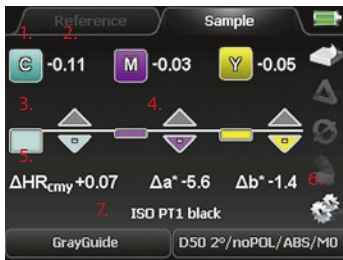 Reference Sample
1. 2.
C -0.11 M -0.03 Y -0.05
3. 4.
5.
ΔHRcmy+0.07 Δa*-5.6 Δb*-1.4 6.
7. ISO PT1 black
GrayGuide D50 2°/noPOL/ABS/M0